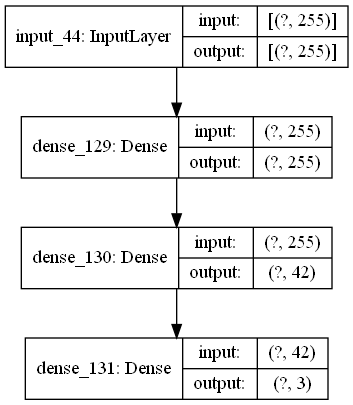 input_44: InputLayer
input: [(?, 255)]
output: [(?, 255)]
dense_129: Dense
input: (?, 255)
output: (?, 255)
dense_130: Dense
input: (?, 255)
output: (?, 42)
dense_131: Dense
input: (?, 42)
output: (?, 3)